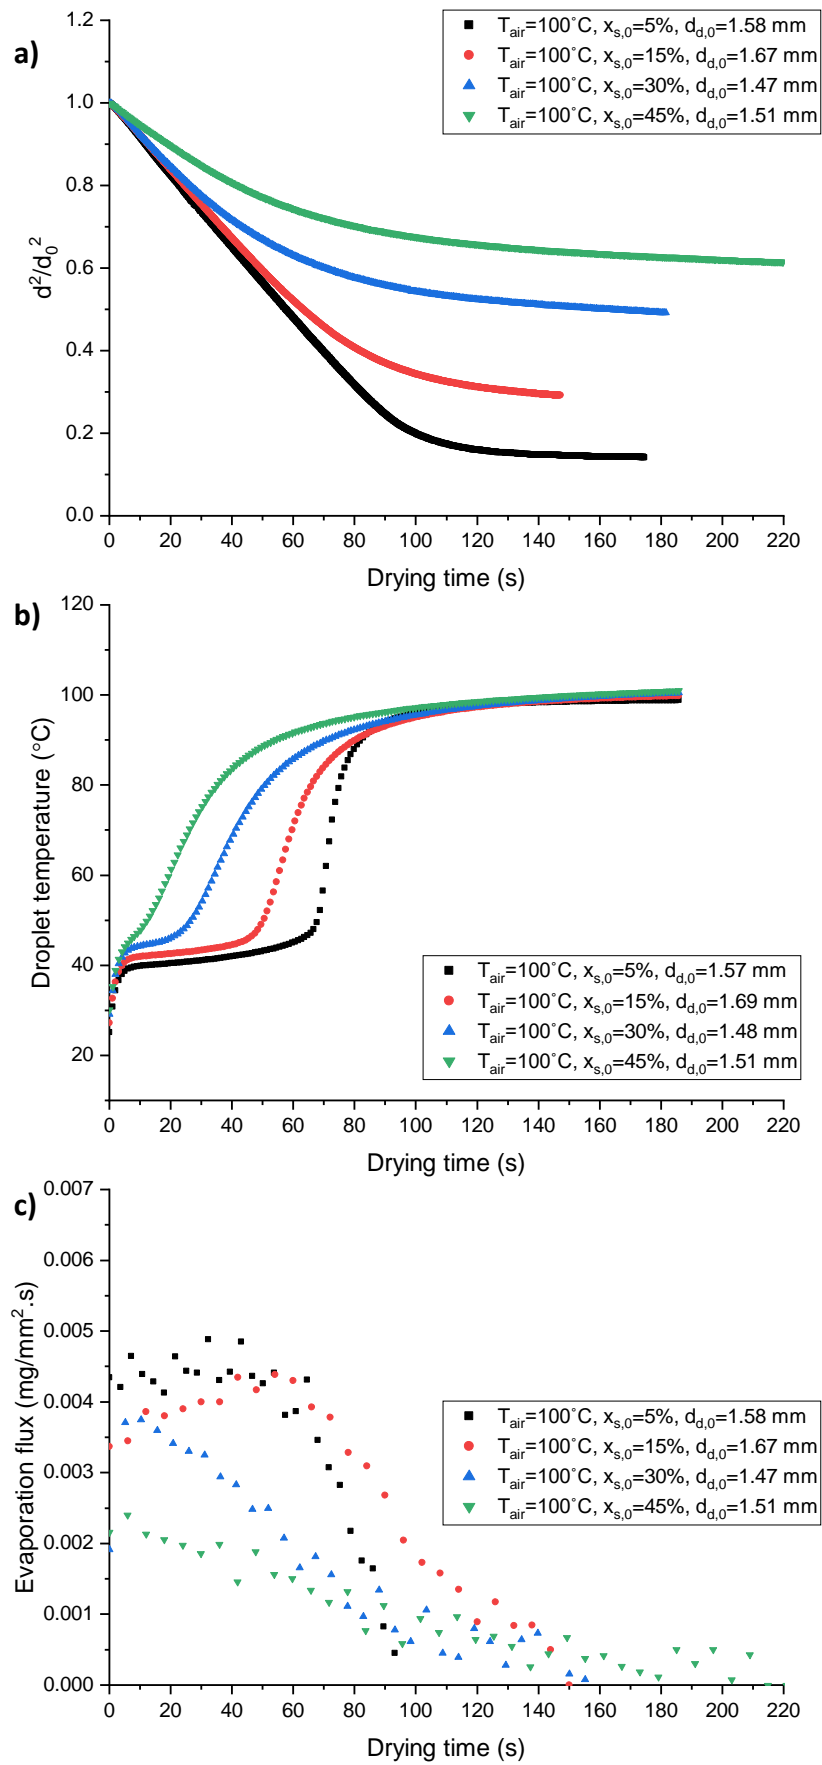 a)
T_air=100˚C, x_s,0=5%, d_d,0=1.58 mm
T_air=100˚C, x_s,0=15%, d_d,0=1.67 mm
T_air=100˚C, x_s,0=30%, d_d,0=1.47 mm
T_air=100˚C, x_s,0=45%, d_d,0=1.51 mm
d²/d₀²
1.2
1.0
0.8
0.6
0.4
0.2
0.0
0 20 40 60 80 100 120 140 160 180 200 220
Drying time (s)
b)
Droplet temperature (°C)
120
100
80
60
40
20
T_air=100˚C, x_s,0=5%, d_d,0=1.57 mm
T_air=100˚C, x_s,0=15%, d_d,0=1.69 mm
T_air=100˚C, x_s,0=30%, d_d,0=1.48 mm
T_air=100˚C, x_s,0=45%, d_d,0=1.51 mm
0 20 40 60 80 100 120 140 160 180 200 220
Drying time (s)
c)
Evaporation flux (mg/mm².s)
0.007
0.006
0.005
0.004
0.003
0.002
0.001
0.000
T_air=100˚C, x_s,0=5%, d_d,0=1.58 mm
T_air=100˚C, x_s,0=15%, d_d,0=1.67 mm
T_air=100˚C, x_s,0=30%, d_d,0=1.47 mm
T_air=100˚C, x_s,0=45%, d_d,0=1.51 mm
0 20 40 60 80 100 120 140 160 180 200 220
Drying time (s)